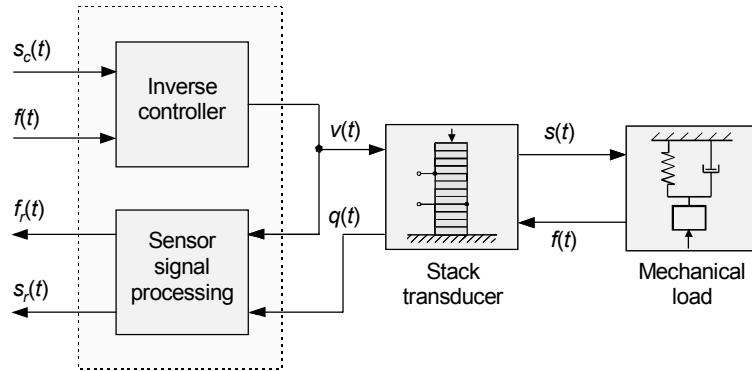 s_c(t)
f(t)
Inverse
controller
v(t)
s(t)
f_r(t)
s_r(t)
Sensor
signal
processing
q(t)
f(t)
Stack
transducer
Mechanical
load